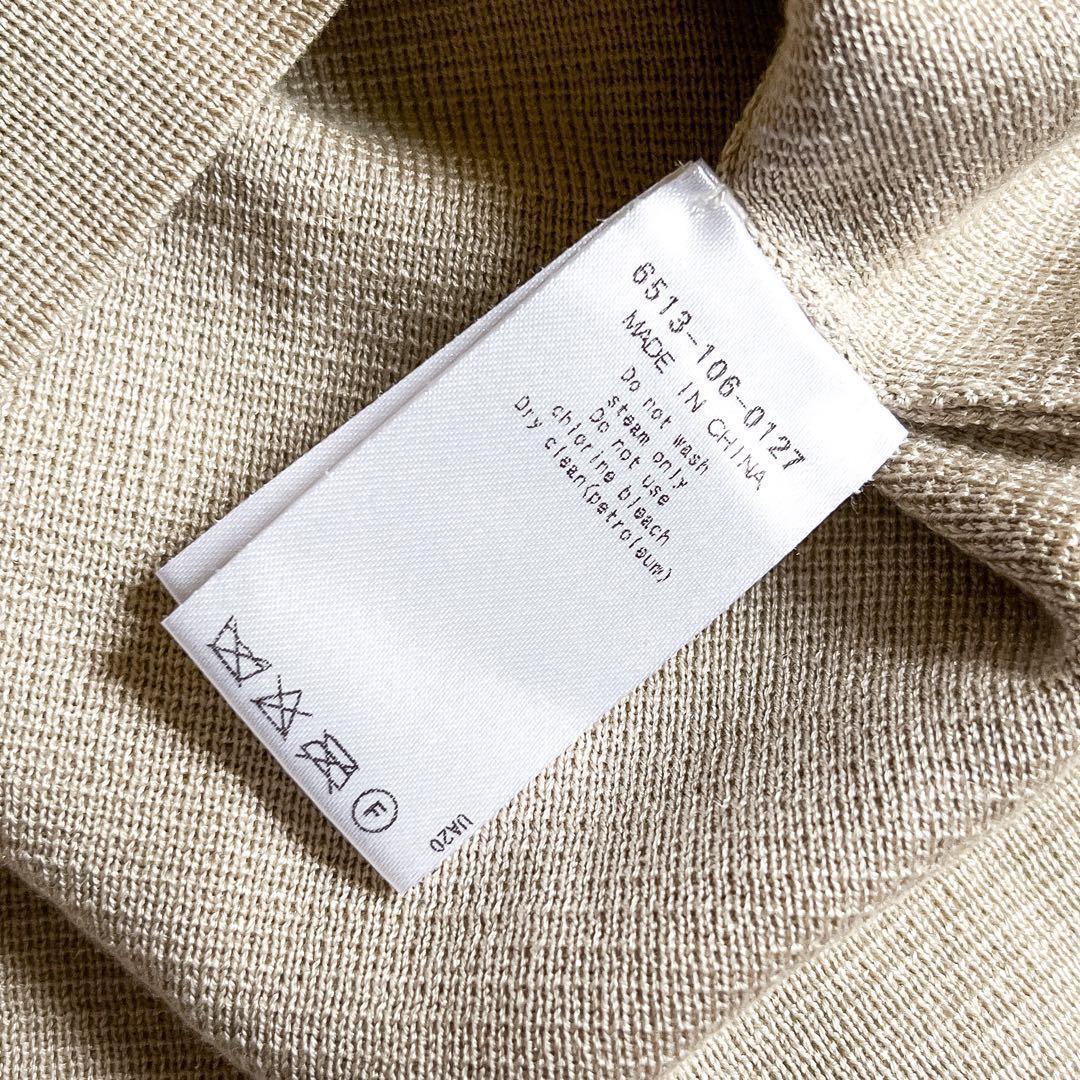 6513-106-0127
MADE IN CHINA
Do not wash
steam only
Do not use
chlorine bleach
Dry clean(petroleum)
F
UA20